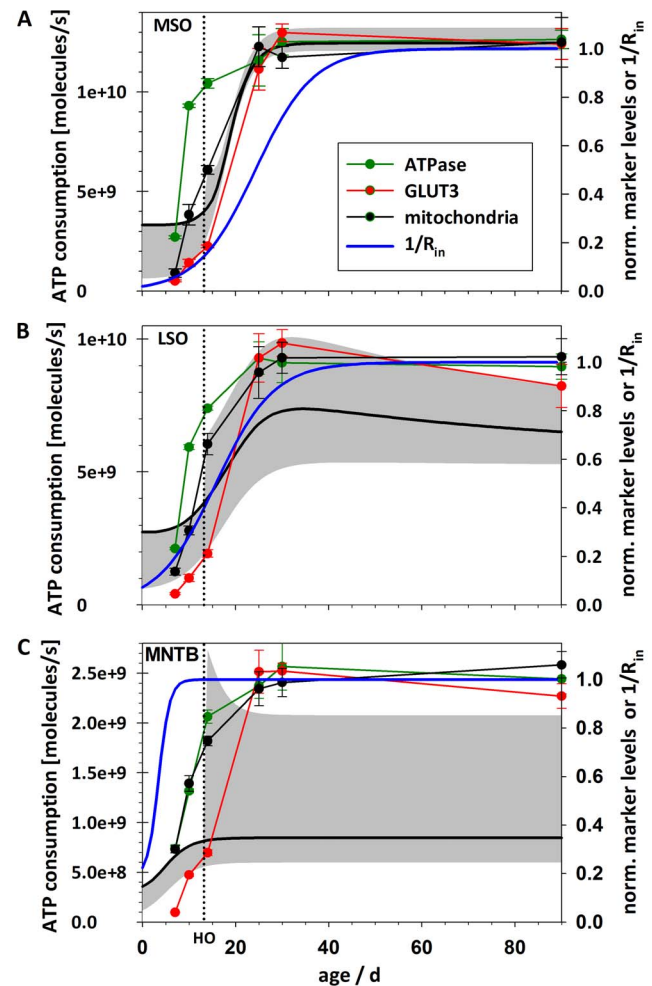 A
MSO
ATP consumption [molecules/s]
1e+10
5e+9
0
1.0
0.8
0.6
0.4
0.2
0.0
norm. marker levels or 1/Rin
ATPase
GLUT3
mitochondria
1/Rin
B
LSO
ATP consumption [molecules/s]
1e+10
5e+9
0
1.0
0.8
0.6
0.4
0.2
0.0
norm. marker levels or 1/Rin
C
MNTB
ATP consumption [molecules/s]
2.5e+9
2.0e+9
1.5e+9
1.0e+9
5.0e+8
0.0
1.0
0.8
0.6
0.4
0.2
0.0
norm. marker levels or 1/Rin
0
HO
20
40
60
80
age / d